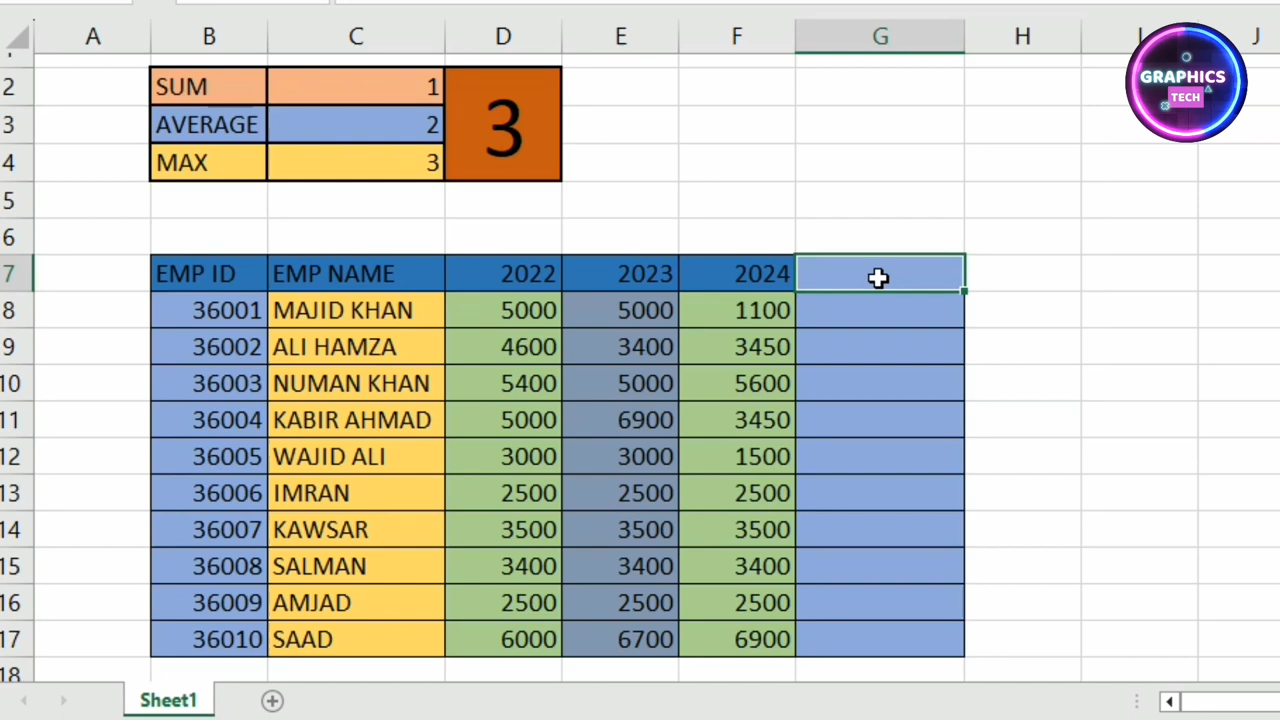 A B C D E F G H J
GRAPHICS
TECH
2 SUM 1 3
3 AVERAGE 2
4 MAX 3
5
6
7 EMP ID EMP NAME 2022 2023 2024
8 36001 MAJID KHAN 5000 5000 1100
9 36002 ALI HAMZA 4600 3400 3450
10 36003 NUMAN KHAN 5400 5000 5600
11 36004 KABIR AHMAD 5000 6900 3450
12 36005 WAJID ALI 3000 3000 1500
13 36006 IMRAN 2500 2500 2500
14 36007 KAWSAR 3500 3500 3500
15 36008 SALMAN 3400 3400 3400
16 36009 AMJAD 2500 2500 2500
17 36010 SAAD 6000 6700 6900
18
Sheet1